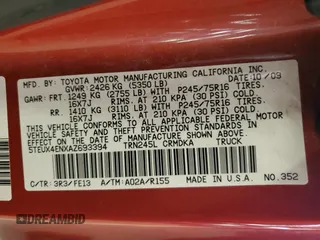 MFD. BY: TOYOTA MOTOR MANUFACTURING CALIFORNIA INC.
GVWR: 2426 KG (5350 LB) DATE 10/09
GAWR: FRT. 1249 KG (2755 LB) WITH P245/75R16 TIRES.
16X7J RIMS. AT 210 KPA (30 PSI) COLD
RR. 1410 KG (3110 LB) WITH P245/75R16 TIRES.
16X7J RIMS. AT 210 KPA (30 PSI) COLD
THIS VEHICLE CONFORMS TO ALL APPLICABLE FEDERAL MOTOR
VEHICLE SAFETY AND THEFT PREVENTION STANDARDS IN EFFECT
ON THE DATE OF MANUFACTURE SHOWN ABOVE.
5TEUX4ENXAZ693394 TRN245L CRMDKA TRUCK
C/TR: 3R3/FE13 A/TM: A02A/R155 MADE IN U.S.A. NO.352
DREAMBID